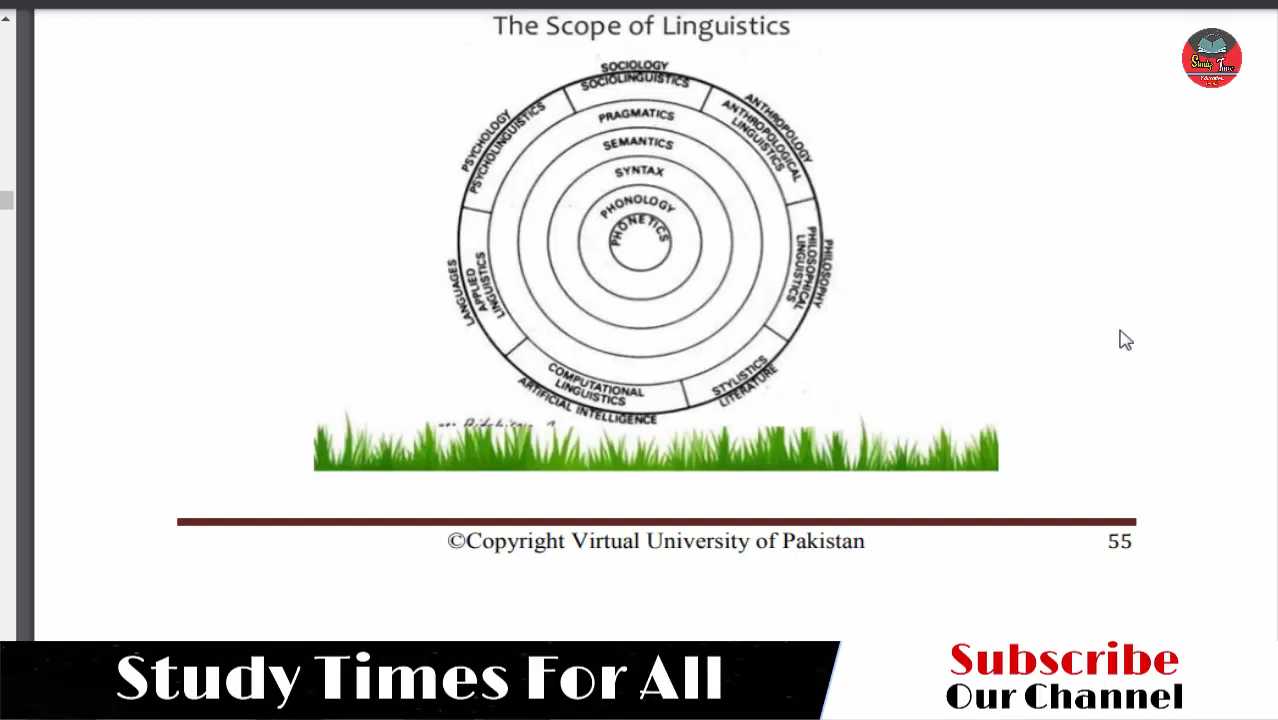 The Scope of Linguistics
Study Time
SOCIOLOGY
SOCIOLINGUISTICS
PSYCHOLOGY
PSYCHOLINGUISTICS
ANTHROPOLOGY
ANTHROPOLOGICAL
LINGUISTICS
PRAGMATICS
SEMANTICS
SYNTAX
PHONOLOGY
PHONETICS
LANGUAGES
APPLIED
LINGUISTICS
PHILOSOPHY
PHILOSOPHICAL
LINGUISTICS
COMPUTATIONAL
LINGUISTICS
ARTIFICIAL INTELLIGENCE
STYLISTICS
LITERATURE
©Copyright Virtual University of Pakistan
55
Study Times For All
Subscribe
Our Channel